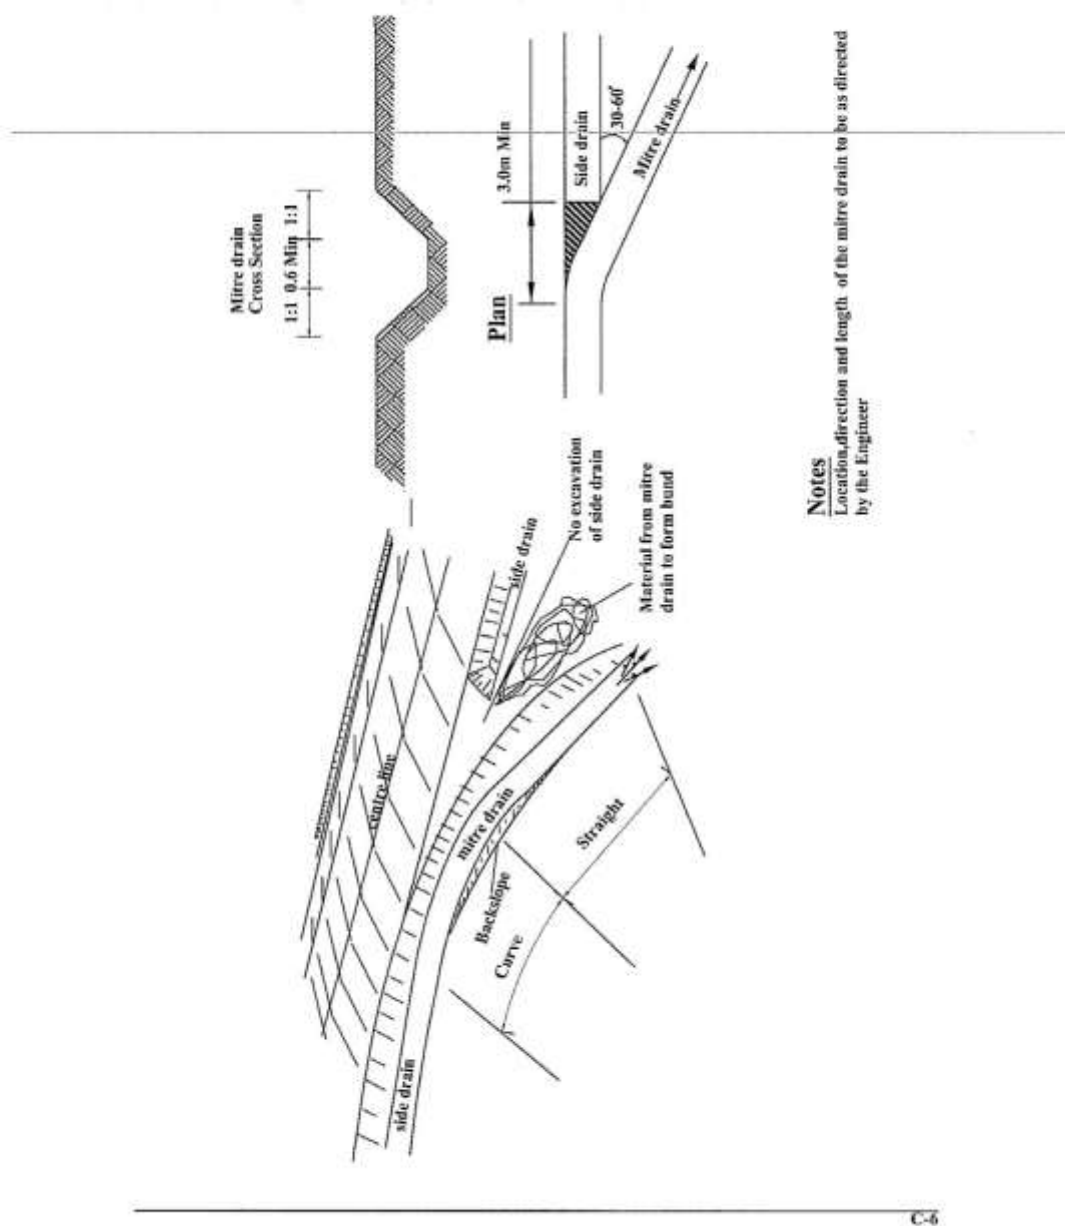 Mitre drain
Cross Section
1:1 0.6 Min 1:1
Plan
3.0m Min
Side drain
30-60°
Mitre drain
centre line
side drain
side drain
No excavation
of side drain
Material from mitre
drain to form bund
mitre drain
Backslope
Curve
Straight
Notes
Location,direction and length of the mitre drain to be as directed
by the Engineer
C-6